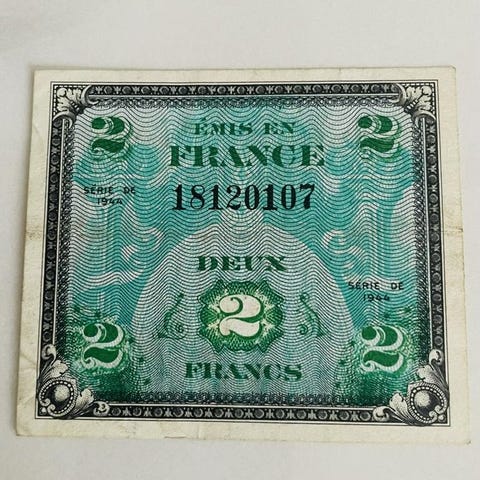 2 2
ÉMIS EN
FRANCE
SÉRIE DE
1944
18120107
DEUX
SÉRIE DE
1944
2
2 2
FRANCS